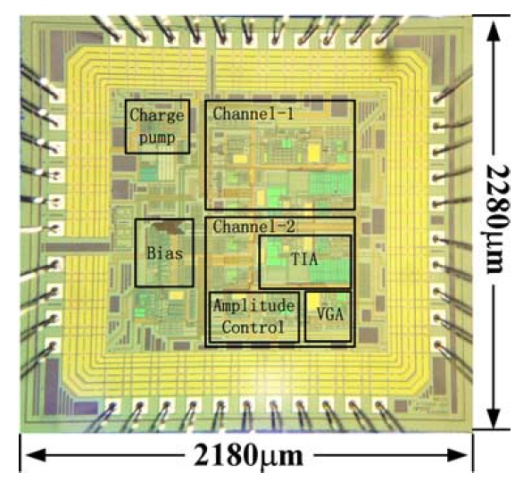 Charge
pump
Channel-1
Channel-2
Bias
TIA
Amplitude
Control
VGA
2280μm
2180μm